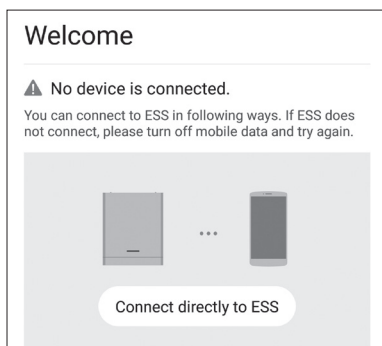 Welcome
No device is connected.
You can connect to ESS in following ways. If ESS does
not connect, please turn off mobile data and try again.
Connect directly to ESS